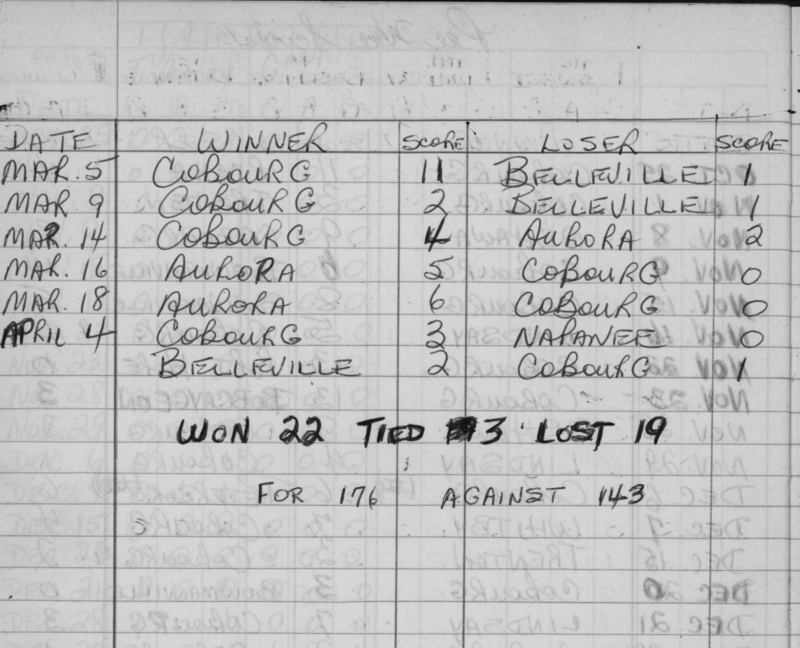 DATE WINNER SCORE LOSER SCORE
MAR. 5 COBOURG 11 BELLEVILLE 1
MAR 9 COBOURG 2 BELLEVILLE 1
MAR. 14 COBOURG 4 AURORA 2
MAR. 16 AURORA 5 COBOURG 0
MAR. 18 AURORA 6 COBOURG 0
APRIL 4 COBOURG 3 NAPANEE 0
BELLEVILLE 2 COBOURG 1
WON 22 TIED 3 LOST 19
FOR 176 AGAINST 143